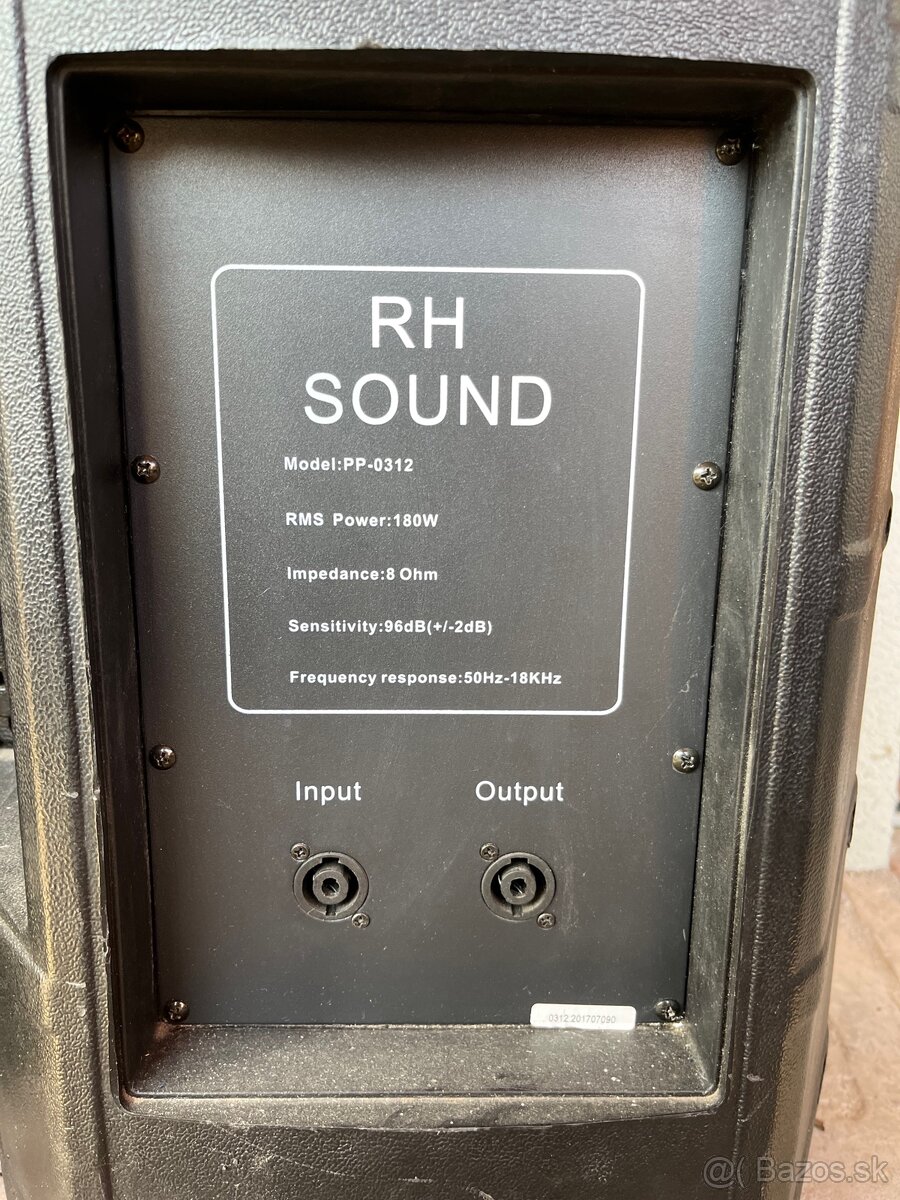 RH
SOUND
Model:PP-0312
RMS Power:180W
Impedance:8 Ohm
Sensitivity:96dB(+/-2dB)
Frequency response:50Hz-18KHz
Input Output
0312.201707090
@( Bazos.sk